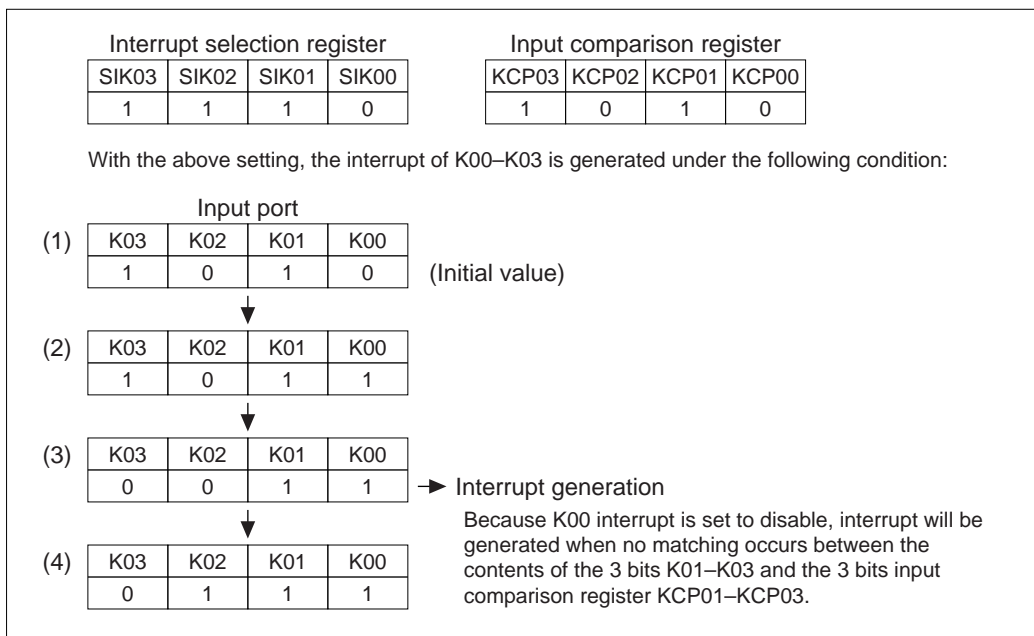 Interrupt selection register
SIK03 SIK02 SIK01 SIK00
1 1 1 0
Input comparison register
KCP03 KCP02 KCP01 KCP00
1 0 1 0
With the above setting, the interrupt of K00–K03 is generated under the following condition:
Input port
(1) K03 K02 K01 K00
1 0 1 0 (Initial value)
(2) K03 K02 K01 K00
1 0 1 1
(3) K03 K02 K01 K00
0 0 1 1 Interrupt generation
Because K00 interrupt is set to disable, interrupt will be
generated when no matching occurs between the
contents of the 3 bits K01–K03 and the 3 bits input
comparison register KCP01–KCP03.
(4) K03 K02 K01 K00
0 1 1 1